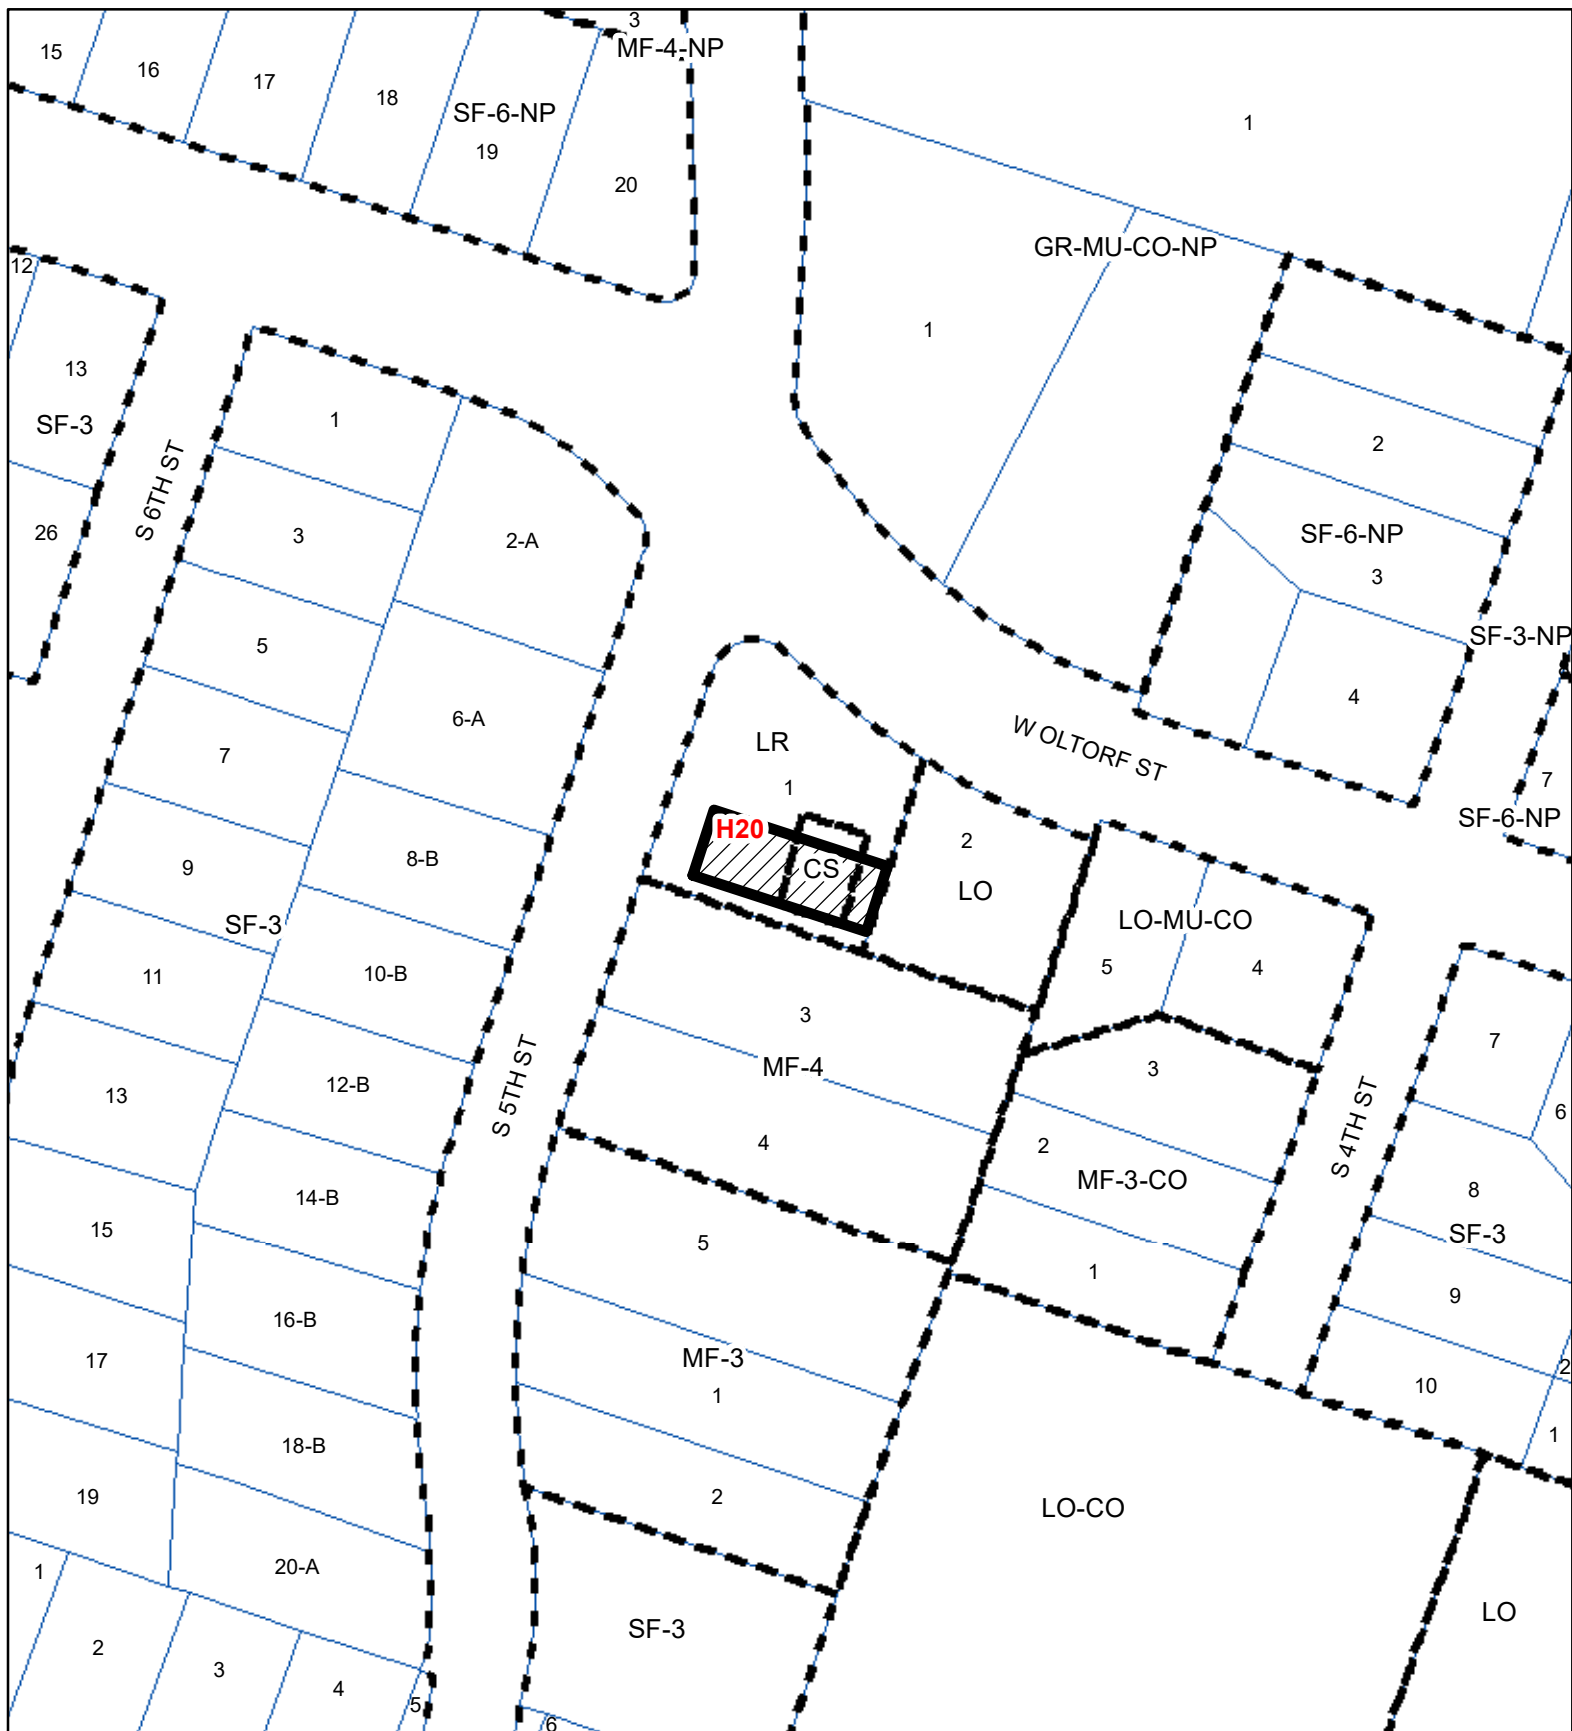 3
MF-4-NP
15
16
17
18
SF-6-NP
19
20
1
GR-MU-CO-NP
1
12
13
SF-3
26
S 6TH ST
1
3
2-A
5
6-A
7
8-B
9
SF-3
10-B
11
12-B
13
14-B
15
16-B
17
18-B
19
20-A
1
2
3
4
5
2
SF-6-NP
3
SF-3-NP
4
7
SF-6-NP
W OLTORF ST
LR
1
H20
CS
2
LO
LO-MU-CO
5
4
3
MF-4
4
S 5TH ST
3
2
MF-3-CO
1
S 4TH ST
7
6
8
SF-3
9
10
2
1
5
MF-3
1
2
LO-CO
SF-3
6
LO